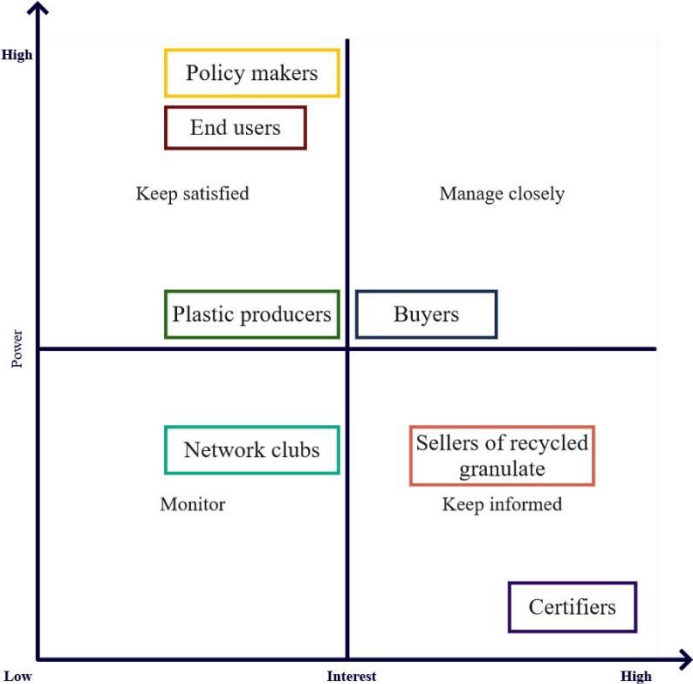 High
Policy makers
End users
Keep satisfied
Manage closely
Plastic producers
Buyers
Power
Network clubs
Sellers of recycled
granulate
Monitor
Keep informed
Certifiers
Low
Interest
High